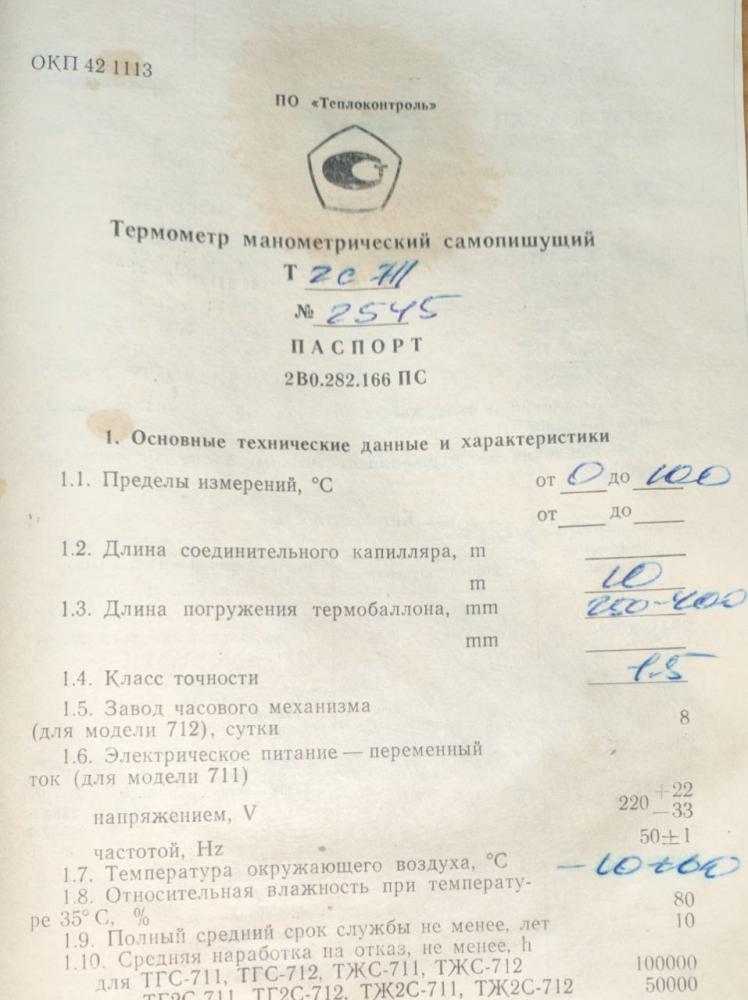 ОКП 42 1113
ПО «Теплоконтроль»
Термометр манометрический самопишущий
Т 2с 711
№ 2545
ПАСПОРТ
2В0.282.166 ПС
1. Основные технические данные и характеристики
1.1. Пределы измерений, °С от 0 до 100
от ____ до ____
1.2. Длина соединительного капилляра, m
m 10
1.3. Длина погружения термобаллона, mm 250-400
mm
1.4. Класс точности 1.5
1.5. Завод часового механизма
(для модели 712), сутки 8
1.6. Электрическое питание — переменный
ток (для модели 711)
напряжением, V 220 +22 —33
частотой, Hz 50±1
1.7. Температура окружающего воздуха, °С -10+60
1.8. Относительная влажность при температу-
ре 35° С, % 80
1.9. Полный средний срок службы не менее, лет 10
1.10. Средняя наработка на отказ, не менее, h
для ТГС-711, ТГС-712, ТЖС-711, ТЖС-712 100000
ТГ2С-711, ТГ2С-712, ТЖ2С-711, ТЖ2С-712 50000